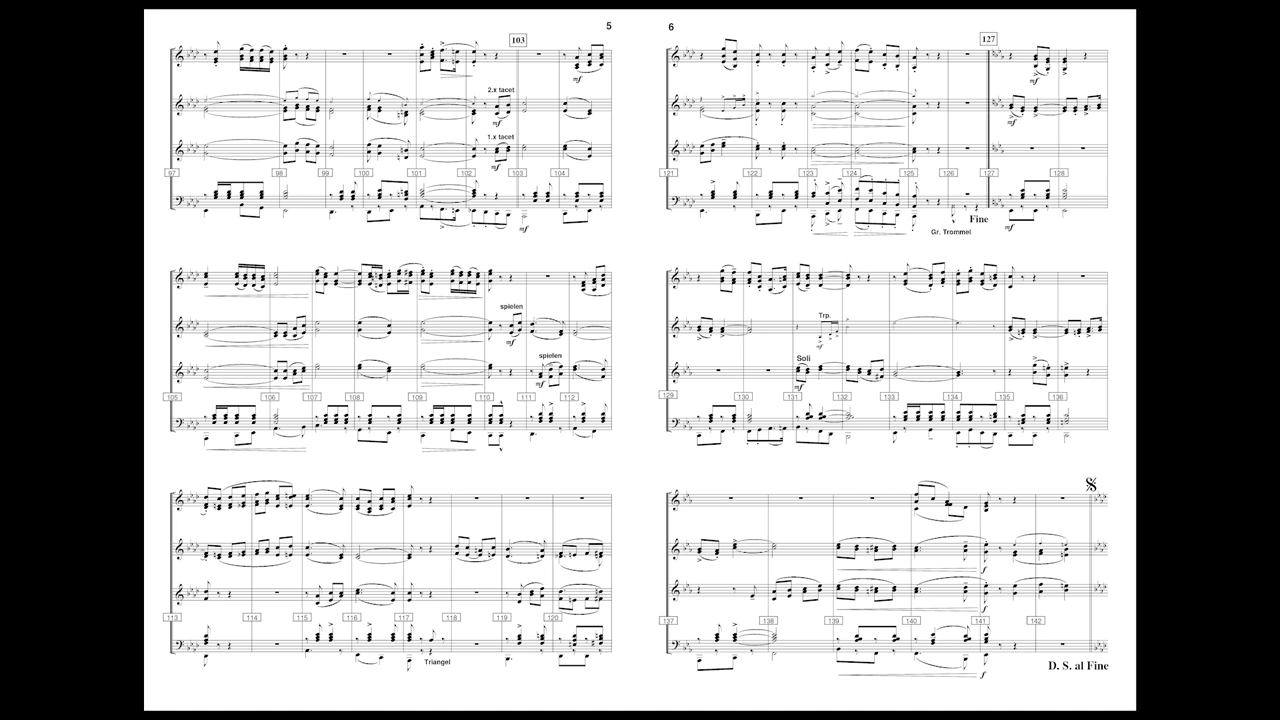 5
103
2.x tacet
mf
mf
1.x tacet
mf
97
98
99
100
101
102
103
104
mf
spielen
mf
spielen
mf
105
106
107
108
109
110
111
112
113
114
115
116
117
118
119
120
Triangel
6
127
mf
mf
121
122
123
124
125
126
127
128
Fine
mf
Gr. Trommel
Trp.
mf
Soli
mf
129
130
131
132
133
134
135
136
f
f
137
138
139
140
141
142
D. S. al Fine
f